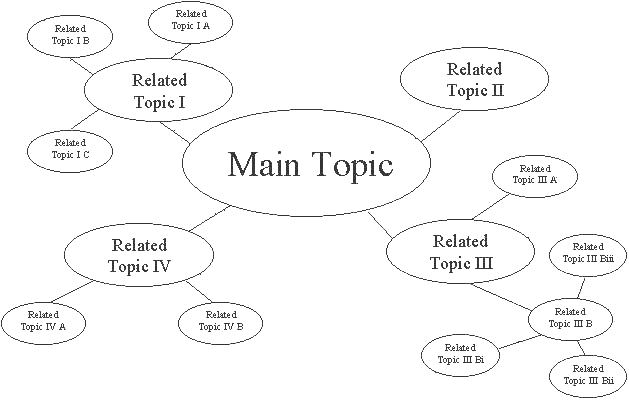 Related
Topic I A
Related
Topic I B
Related
Topic I
Related
Topic II
Related
Topic I C
Main Topic
Related
Topic III A
Related
Topic IV
Related
Topic III
Related
Topic III Biii
Related
Topic IV A
Related
Topic IV B
Related
Topic III B
Related
Topic III Bi
Related
Topic III Bii